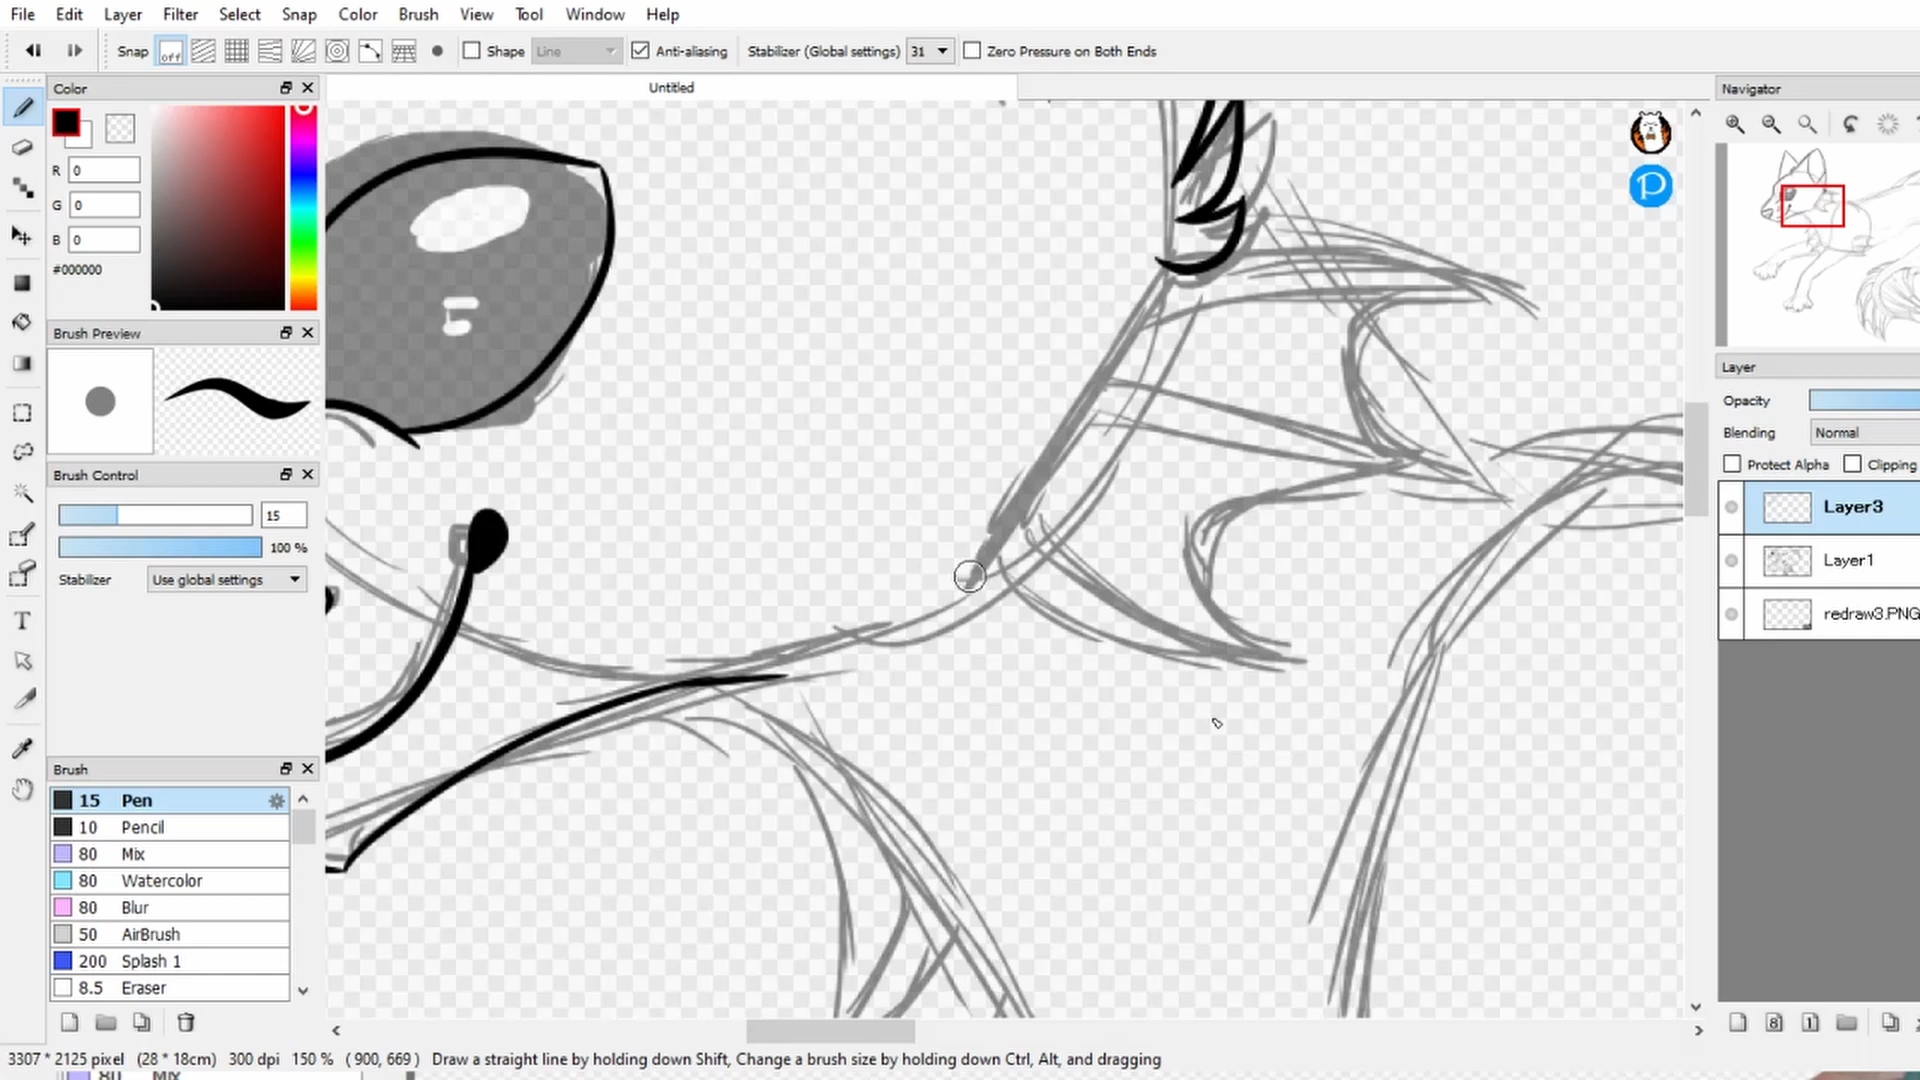 File Edit Layer Filter Select Snap Color Brush View Tool Window Help
Snap off Shape Line Anti-aliasing Stabilizer (Global settings) 31 Zero Pressure on Both Ends
Color
Untitled
Navigator
R 0
G 0
B 0
#000000
Brush Preview
Brush Control
15
100 %
Stabilizer Use global settings
Brush
15 Pen
10 Pencil
80 Mix
80 Watercolor
80 Blur
50 AirBrush
200 Splash 1
8.5 Eraser
Layer
Opacity
Blending Normal
Protect Alpha Clipping
Layer3
Layer1
redraw3.PNG
P
T
8 1
3307 * 2125 pixel (28 * 18cm) 300 dpi 150 % ( 900, 669 ) Draw a straight line by holding down Shift, Change a brush size by holding down Ctrl, Alt, and dragging
80 Mix